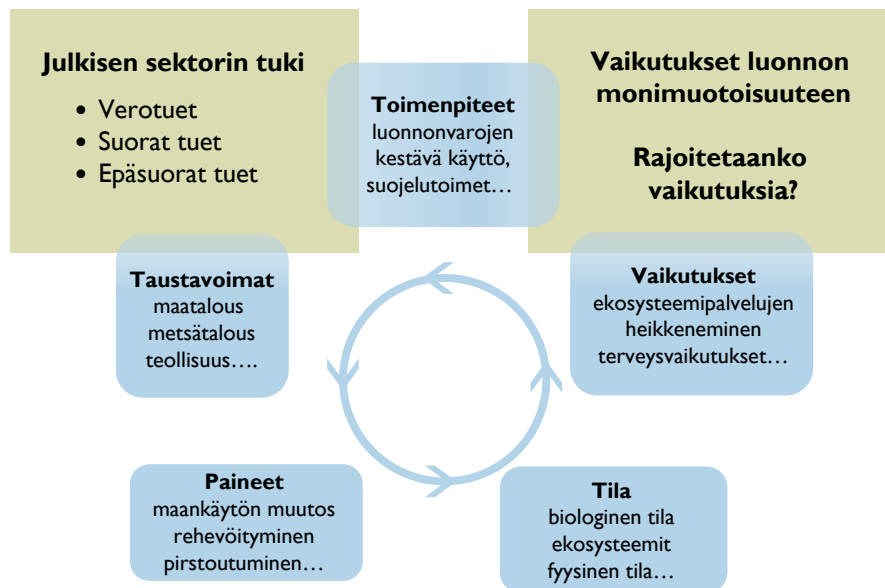 Julkisen sektorin tuki
• Verotuet
• Suorat tuet
• Epäsuorat tuet
Toimenpiteet
luonnonvarojen
kestävä käyttö,
suojelutoimet…
Vaikutukset luonnon
monimuotoisuuteen
Rajoitetaanko
vaikutuksia?
Taustavoimat
maatalous
metsätalous
teollisuus….
Vaikutukset
ekosysteemipalvelujen
heikkeneminen
terveysvaikutukset…
Paineet
maankäytön muutos
rehevöityminen
pirstoutuminen…
Tila
biologinen tila
ekosysteemit
fyysinen tila…